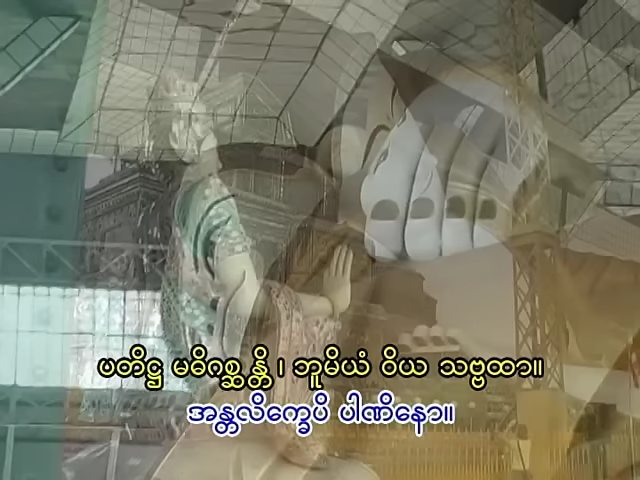 ပတိဋ္ဌ မဓိဂစ္ဆန္တိ ၊ ဘူမိယံ ဝိယ သဗ္ဗထာ။
အန္တလိက္ခေပိ ပါဏိနော။